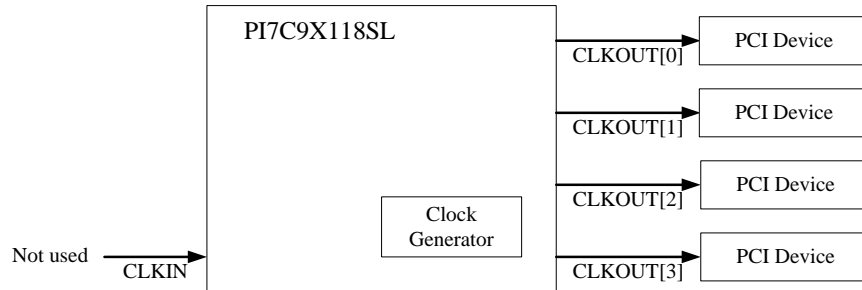 PI7C9X118SL
CLKOUT[0]
PCI Device
CLKOUT[1]
PCI Device
CLKOUT[2]
PCI Device
Clock
Generator
Not used
CLKIN
CLKOUT[3]
PCI Device